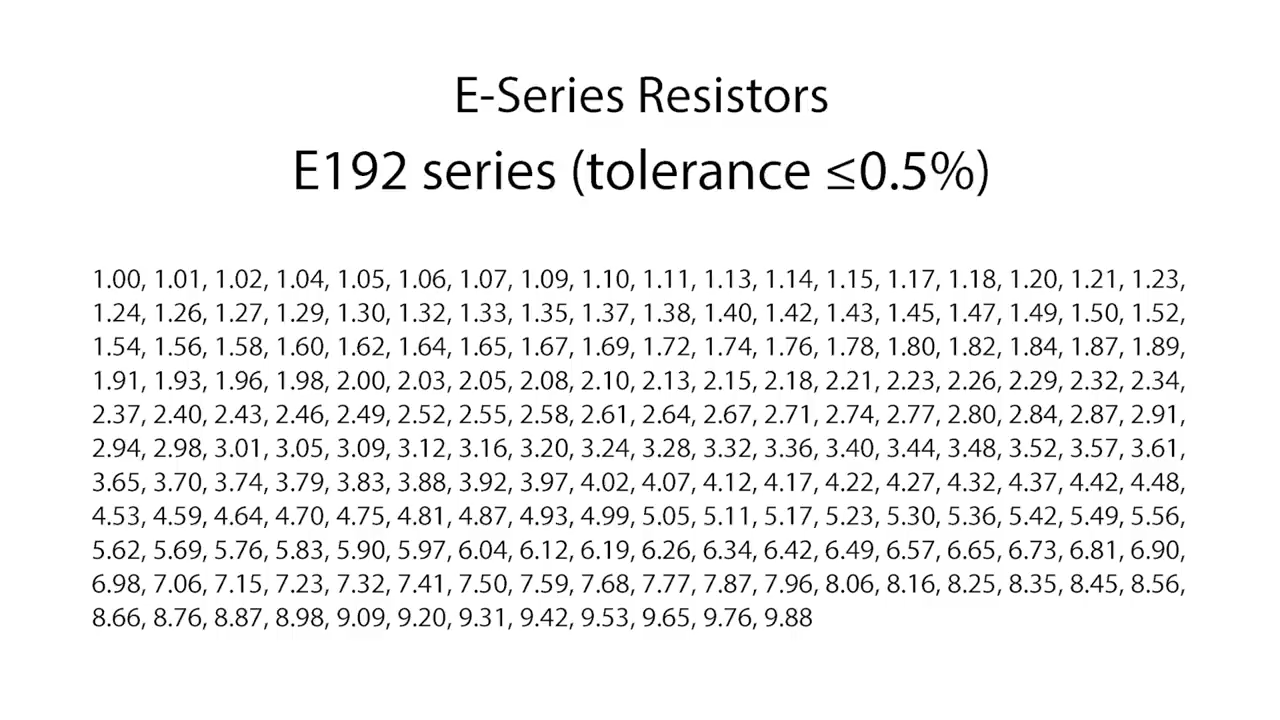 E-Series Resistors
E192 series (tolerance ≤0.5%)
1.00, 1.01, 1.02, 1.04, 1.05, 1.06, 1.07, 1.09, 1.10, 1.11, 1.13, 1.14, 1.15, 1.17, 1.18, 1.20, 1.21, 1.23,
1.24, 1.26, 1.27, 1.29, 1.30, 1.32, 1.33, 1.35, 1.37, 1.38, 1.40, 1.42, 1.43, 1.45, 1.47, 1.49, 1.50, 1.52,
1.54, 1.56, 1.58, 1.60, 1.62, 1.64, 1.65, 1.67, 1.69, 1.72, 1.74, 1.76, 1.78, 1.80, 1.82, 1.84, 1.87, 1.89,
1.91, 1.93, 1.96, 1.98, 2.00, 2.03, 2.05, 2.08, 2.10, 2.13, 2.15, 2.18, 2.21, 2.23, 2.26, 2.29, 2.32, 2.34,
2.37, 2.40, 2.43, 2.46, 2.49, 2.52, 2.55, 2.58, 2.61, 2.64, 2.67, 2.71, 2.74, 2.77, 2.80, 2.84, 2.87, 2.91,
2.94, 2.98, 3.01, 3.05, 3.09, 3.12, 3.16, 3.20, 3.24, 3.28, 3.32, 3.36, 3.40, 3.44, 3.48, 3.52, 3.57, 3.61,
3.65, 3.70, 3.74, 3.79, 3.83, 3.88, 3.92, 3.97, 4.02, 4.07, 4.12, 4.17, 4.22, 4.27, 4.32, 4.37, 4.42, 4.48,
4.53, 4.59, 4.64, 4.70, 4.75, 4.81, 4.87, 4.93, 4.99, 5.05, 5.11, 5.17, 5.23, 5.30, 5.36, 5.42, 5.49, 5.56,
5.62, 5.69, 5.76, 5.83, 5.90, 5.97, 6.04, 6.12, 6.19, 6.26, 6.34, 6.42, 6.49, 6.57, 6.65, 6.73, 6.81, 6.90,
6.98, 7.06, 7.15, 7.23, 7.32, 7.41, 7.50, 7.59, 7.68, 7.77, 7.87, 7.96, 8.06, 8.16, 8.25, 8.35, 8.45, 8.56,
8.66, 8.76, 8.87, 8.98, 9.09, 9.20, 9.31, 9.42, 9.53, 9.65, 9.76, 9.88